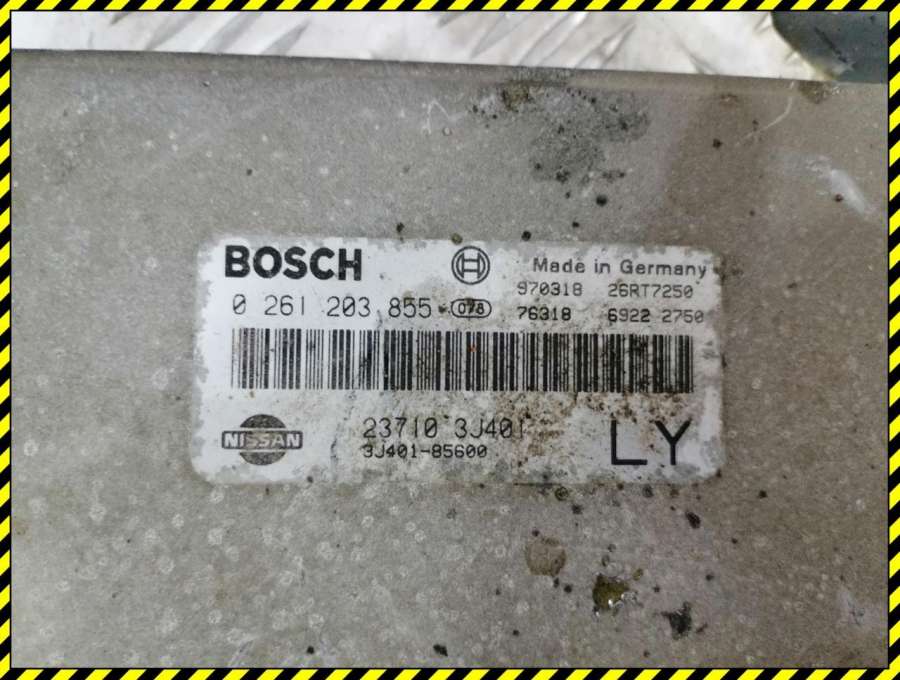 BOSCH
Made in Germany
970318 26RT7250
0 261 203 855 078
76318 6922 2750
NISSAN
23710 3J401
3J401-85600
LY